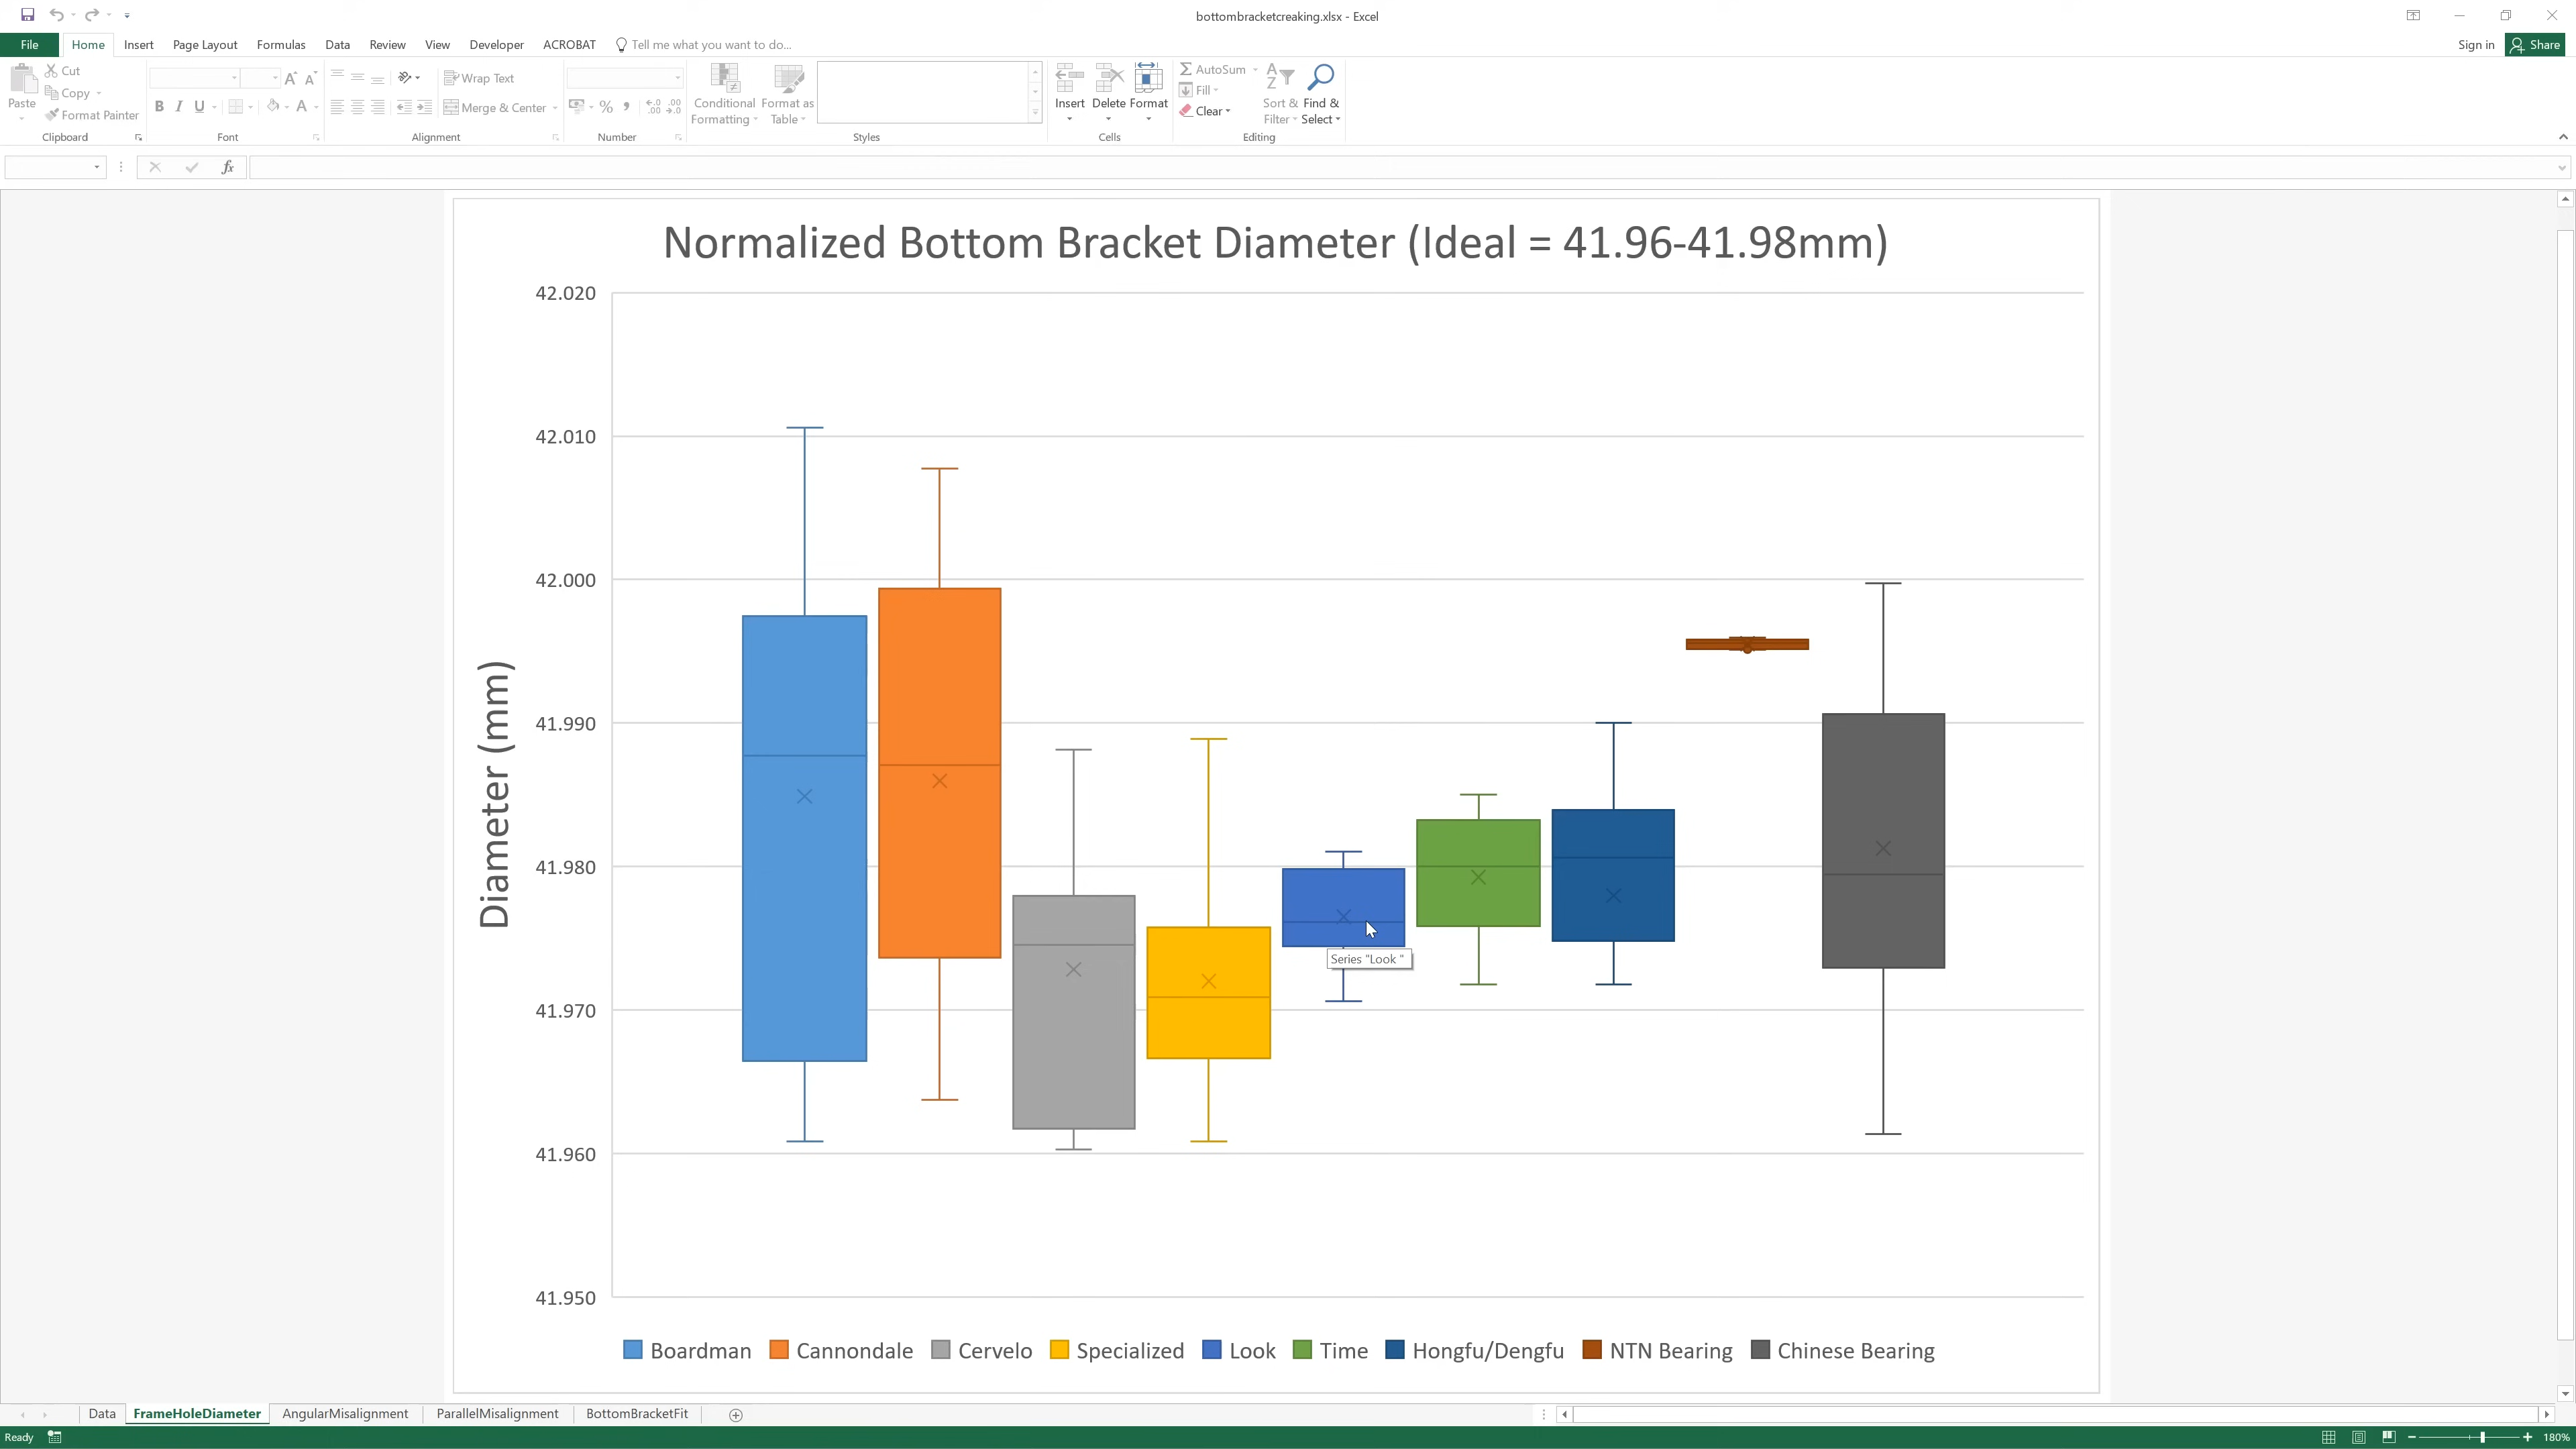 bottombracketcreaking.xlsx - Excel
File Home Insert Page Layout Formulas Data Review View Developer ACROBAT Tell me what you want to do... Sign in Share
Paste
Cut
Copy
Format Painter
Clipboard
B I U
Font
Wrap Text
Merge & Center
Alignment
Number
Conditional Formatting
Format as Table
Styles
Insert Delete Format
Cells
AutoSum
Fill
Clear
Sort & Filter
Find & Select
Editing
fx
Normalized Bottom Bracket Diameter (Ideal = 41.96-41.98mm)
Diameter (mm)
42.020
42.010
42.000
41.990
41.980
41.970
41.960
41.950
Series "Look "
Boardman Cannondale Cervelo Specialized Look Time Hongfu/Dengfu NTN Bearing Chinese Bearing
Data FrameHoleDiameter AngularMisalignment ParallelMisalignment BottomBracketFit
Ready
180%